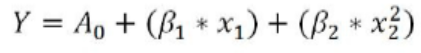 Y = A₀ + (β₁ * x₁) + (β₂ * x₂²)